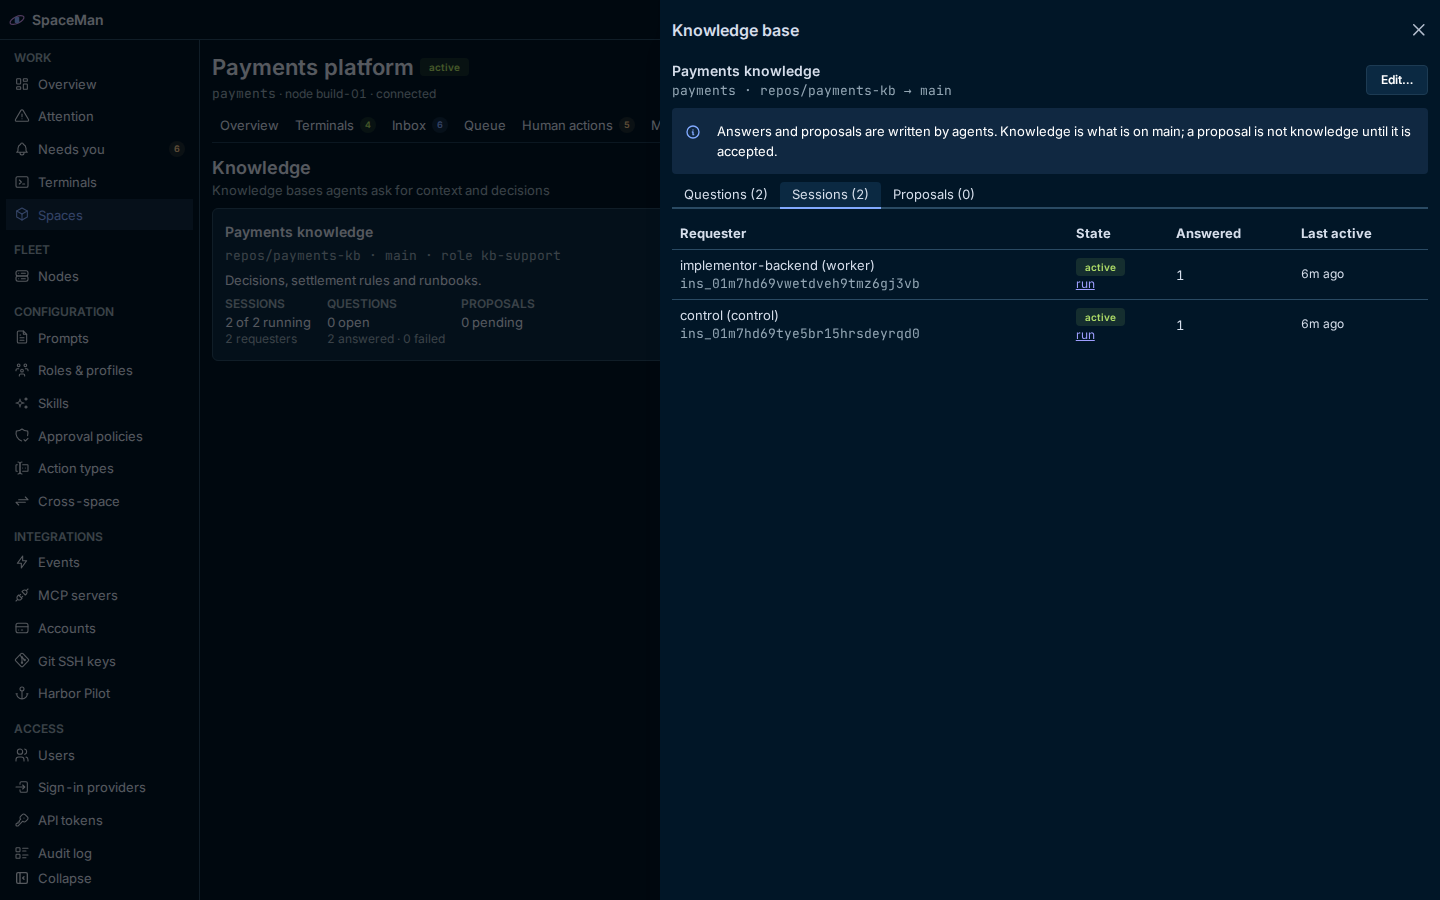 SpaceMan
WORK
Overview
Attention
Needs you 6
Terminals
Spaces
FLEET
Nodes
CONFIGURATION
Prompts
Roles & profiles
Skills
Approval policies
Action types
Cross-space
INTEGRATIONS
Events
MCP servers
Accounts
Git SSH keys
Harbor Pilot
ACCESS
Users
Sign-in providers
API tokens
Audit log
Collapse
Payments platform active
payments · node build-01 · connected
Overview Terminals 4 Inbox 6 Queue Human actions 5 M
Knowledge
Knowledge bases agents ask for context and decisions
Payments knowledge
repos/payments-kb · main · role kb-support
Decisions, settlement rules and runbooks.
SESSIONS QUESTIONS PROPOSALS
2 of 2 running 0 open 0 pending
2 requesters 2 answered · 0 failed
Knowledge base
Payments knowledge
payments · repos/payments-kb → main
Edit...
Answers and proposals are written by agents. Knowledge is what is on main; a proposal is not knowledge until it is
accepted.
Questions (2) Sessions (2) Proposals (0)
Requester State Answered Last active
implementor-backend (worker) active 1 6m ago
ins_01m7hd69vwetdveh9tmz6gj3vb run
control (control) active 1 6m ago
ins_01m7hd69tye5br15hrsdeyrqd0 run